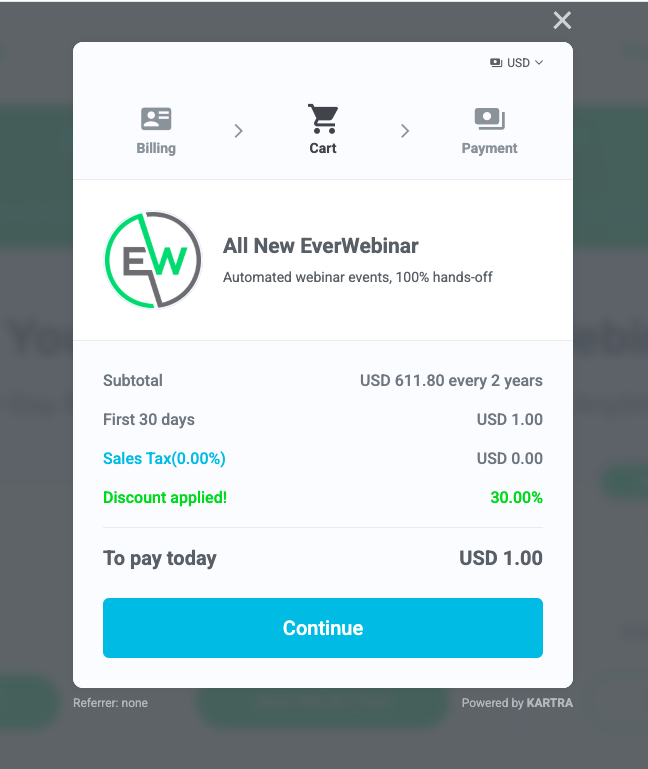 USD
Billing
Cart
Payment
EW
All New EverWebinar
Automated webinar events, 100% hands-off
Subtotal USD 611.80 every 2 years
First 30 days USD 1.00
Sales Tax(0.00%) USD 0.00
Discount applied! 30.00%
To pay today USD 1.00
Continue
Referrer: none Powered by KARTRA